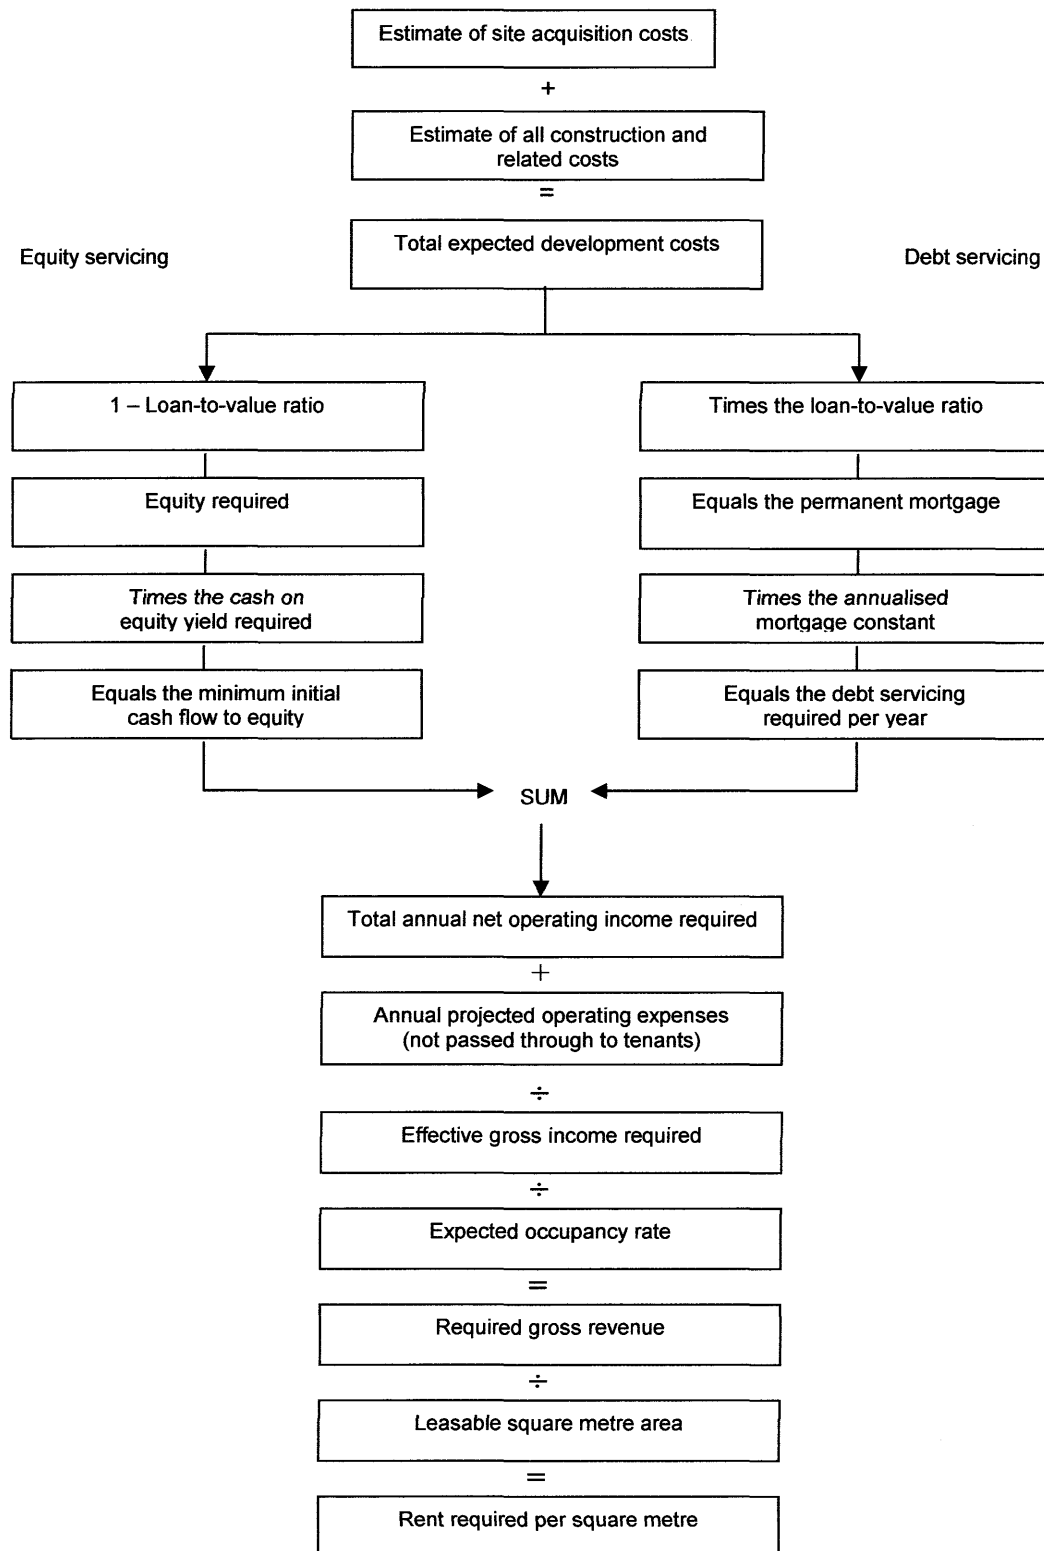 Estimate of site acquisition costs
+
Estimate of all construction and
related costs
=
Total expected development costs
Equity servicing
Debt servicing
1 – Loan-to-value ratio
Times the loan-to-value ratio
Equity required
Equals the permanent mortgage
Times the cash on
equity yield required
Times the annualised
mortgage constant
Equals the minimum initial
cash flow to equity
Equals the debt servicing
required per year
SUM
Total annual net operating income required
+
Annual projected operating expenses
(not passed through to tenants)
÷
Effective gross income required
÷
Expected occupancy rate
=
Required gross revenue
÷
Leasable square metre area
=
Rent required per square metre